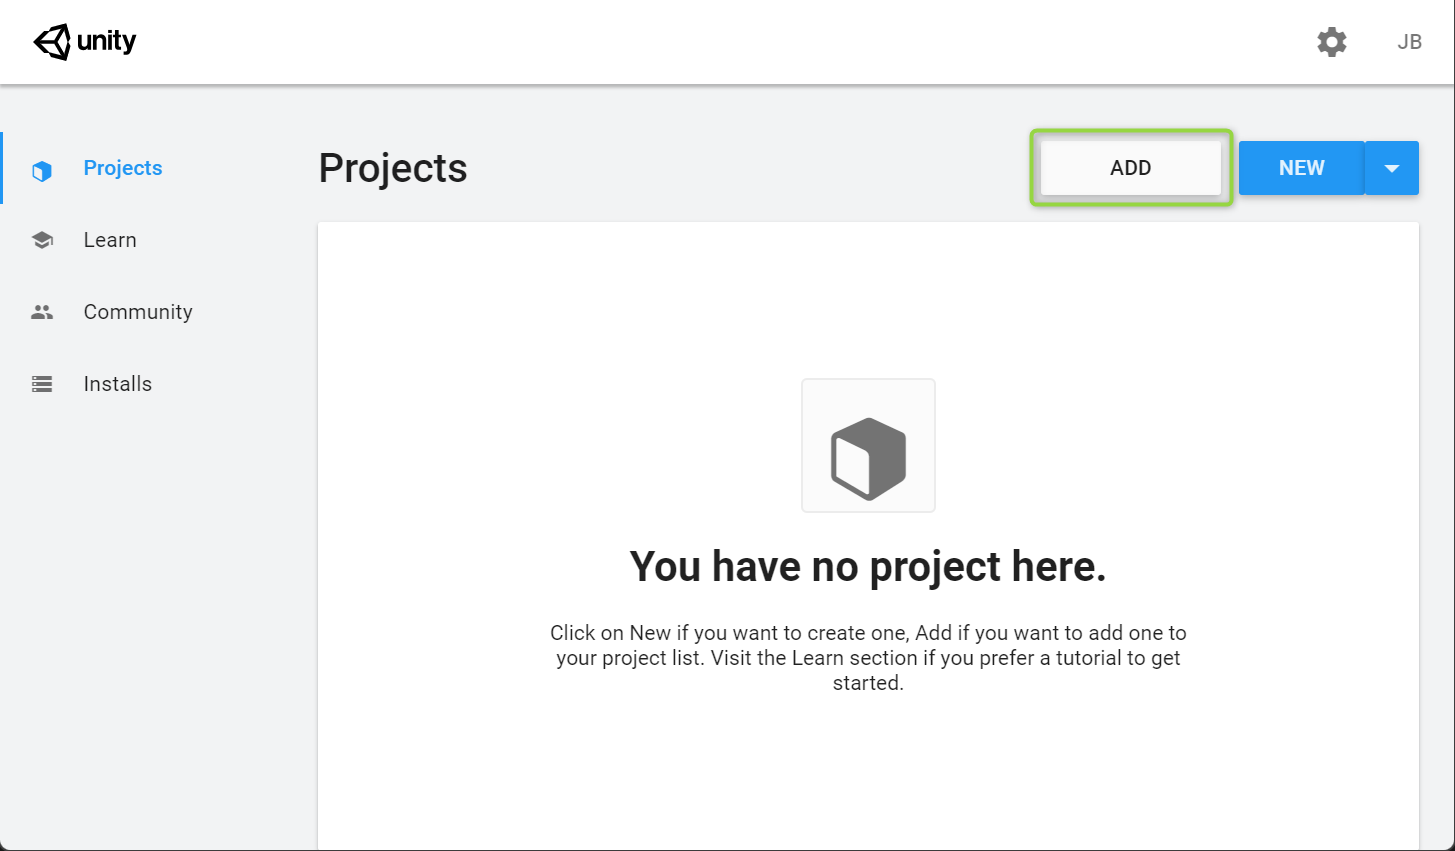 unity
JB
Projects
Learn
Community
Installs
Projects
ADD
NEW
You have no project here.
Click on New if you want to create one, Add if you want to add one to
your project list. Visit the Learn section if you prefer a tutorial to get
started.